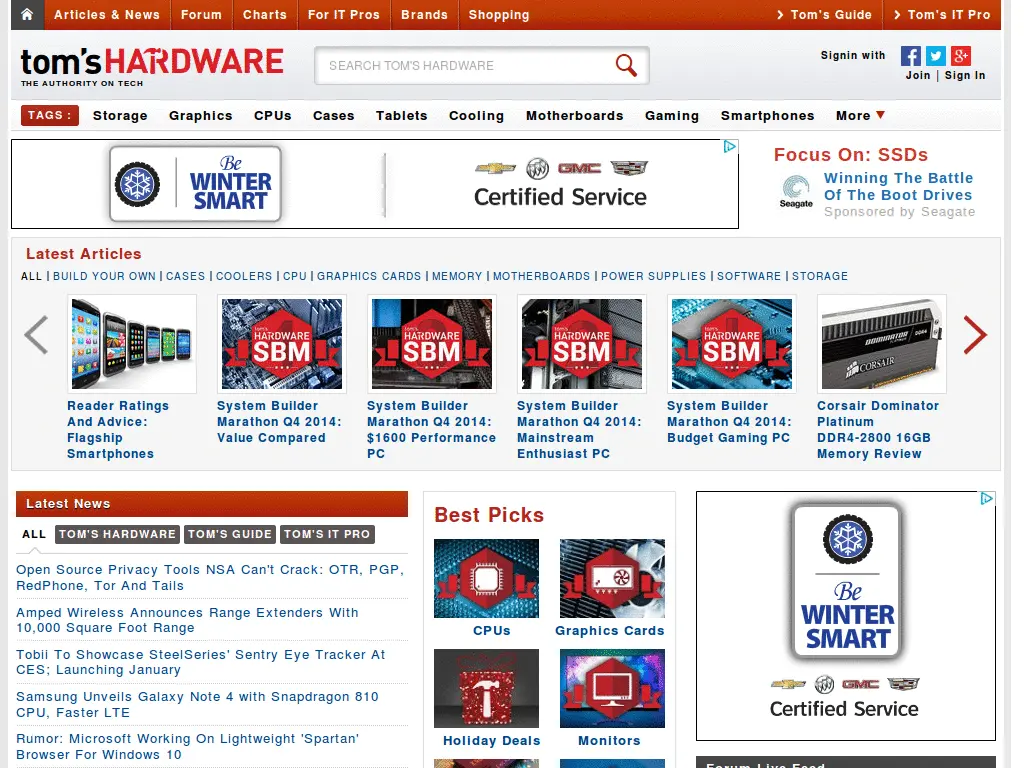 Articles & News
Forum
Charts
For IT Pros
Brands
Shopping
Tom's Guide
Tom's IT Pro
tom's HARDWARE
THE AUTHORITY ON TECH
SEARCH TOM'S HARDWARE
Signin with
Join | Sign In
TAGS :
Storage
Graphics
CPUs
Cases
Tablets
Cooling
Motherboards
Gaming
Smartphones
More
Be
WINTER
SMART
GMC
Certified Service
Focus On: SSDs
Seagate
Winning The Battle
Of The Boot Drives
Sponsored by Seagate
Latest Articles
ALL | BUILD YOUR OWN | CASES | COOLERS | CPU | GRAPHICS CARDS | MEMORY | MOTHERBOARDS | POWER SUPPLIES | SOFTWARE | STORAGE
Reader Ratings
And Advice:
Flagship
Smartphones
tom's
HARDWARE
SBM
System Builder
Marathon Q4 2014:
Value Compared
tom's
HARDWARE
SBM
System Builder
Marathon Q4 2014:
$1600 Performance
PC
tom's
HARDWARE
SBM
System Builder
Marathon Q4 2014:
Mainstream
Enthusiast PC
tom's
HARDWARE
SBM
System Builder
Marathon Q4 2014:
Budget Gaming PC
DOMINATOR
CORSAIR
Corsair Dominator
Platinum
DDR4-2800 16GB
Memory Review
Latest News
ALL
TOM'S HARDWARE
TOM'S GUIDE
TOM'S IT PRO
Open Source Privacy Tools NSA Can't Crack: OTR, PGP,
RedPhone, Tor And Tails
Amped Wireless Announces Range Extenders With
10,000 Square Foot Range
Tobii To Showcase SteelSeries' Sentry Eye Tracker At
CES; Launching January
Samsung Unveils Galaxy Note 4 with Snapdragon 810
CPU, Faster LTE
Rumor: Microsoft Working On Lightweight 'Spartan'
Browser For Windows 10
Best Picks
CPUs
Graphics Cards
Holiday Deals
Monitors
Be
WINTER
SMART
GMC
Certified Service
Forum Live Feed